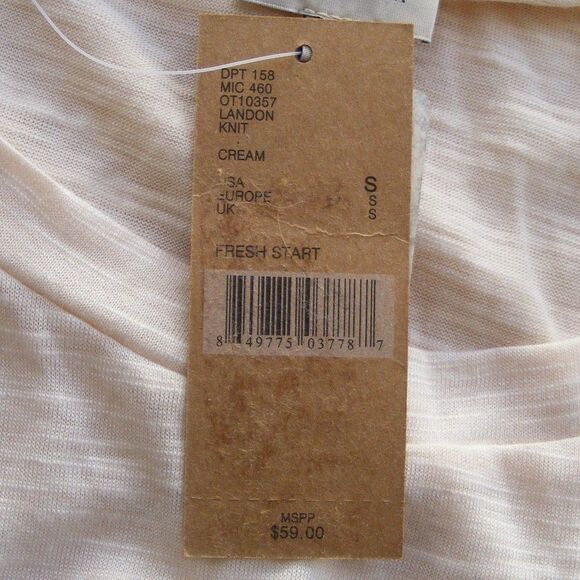 DPT 158
MIC 460
OT10357
LANDON
KNIT
CREAM
USA S
EUROPE S
UK S
FRESH START
8 49775 03778 7
MSPP
$59.00